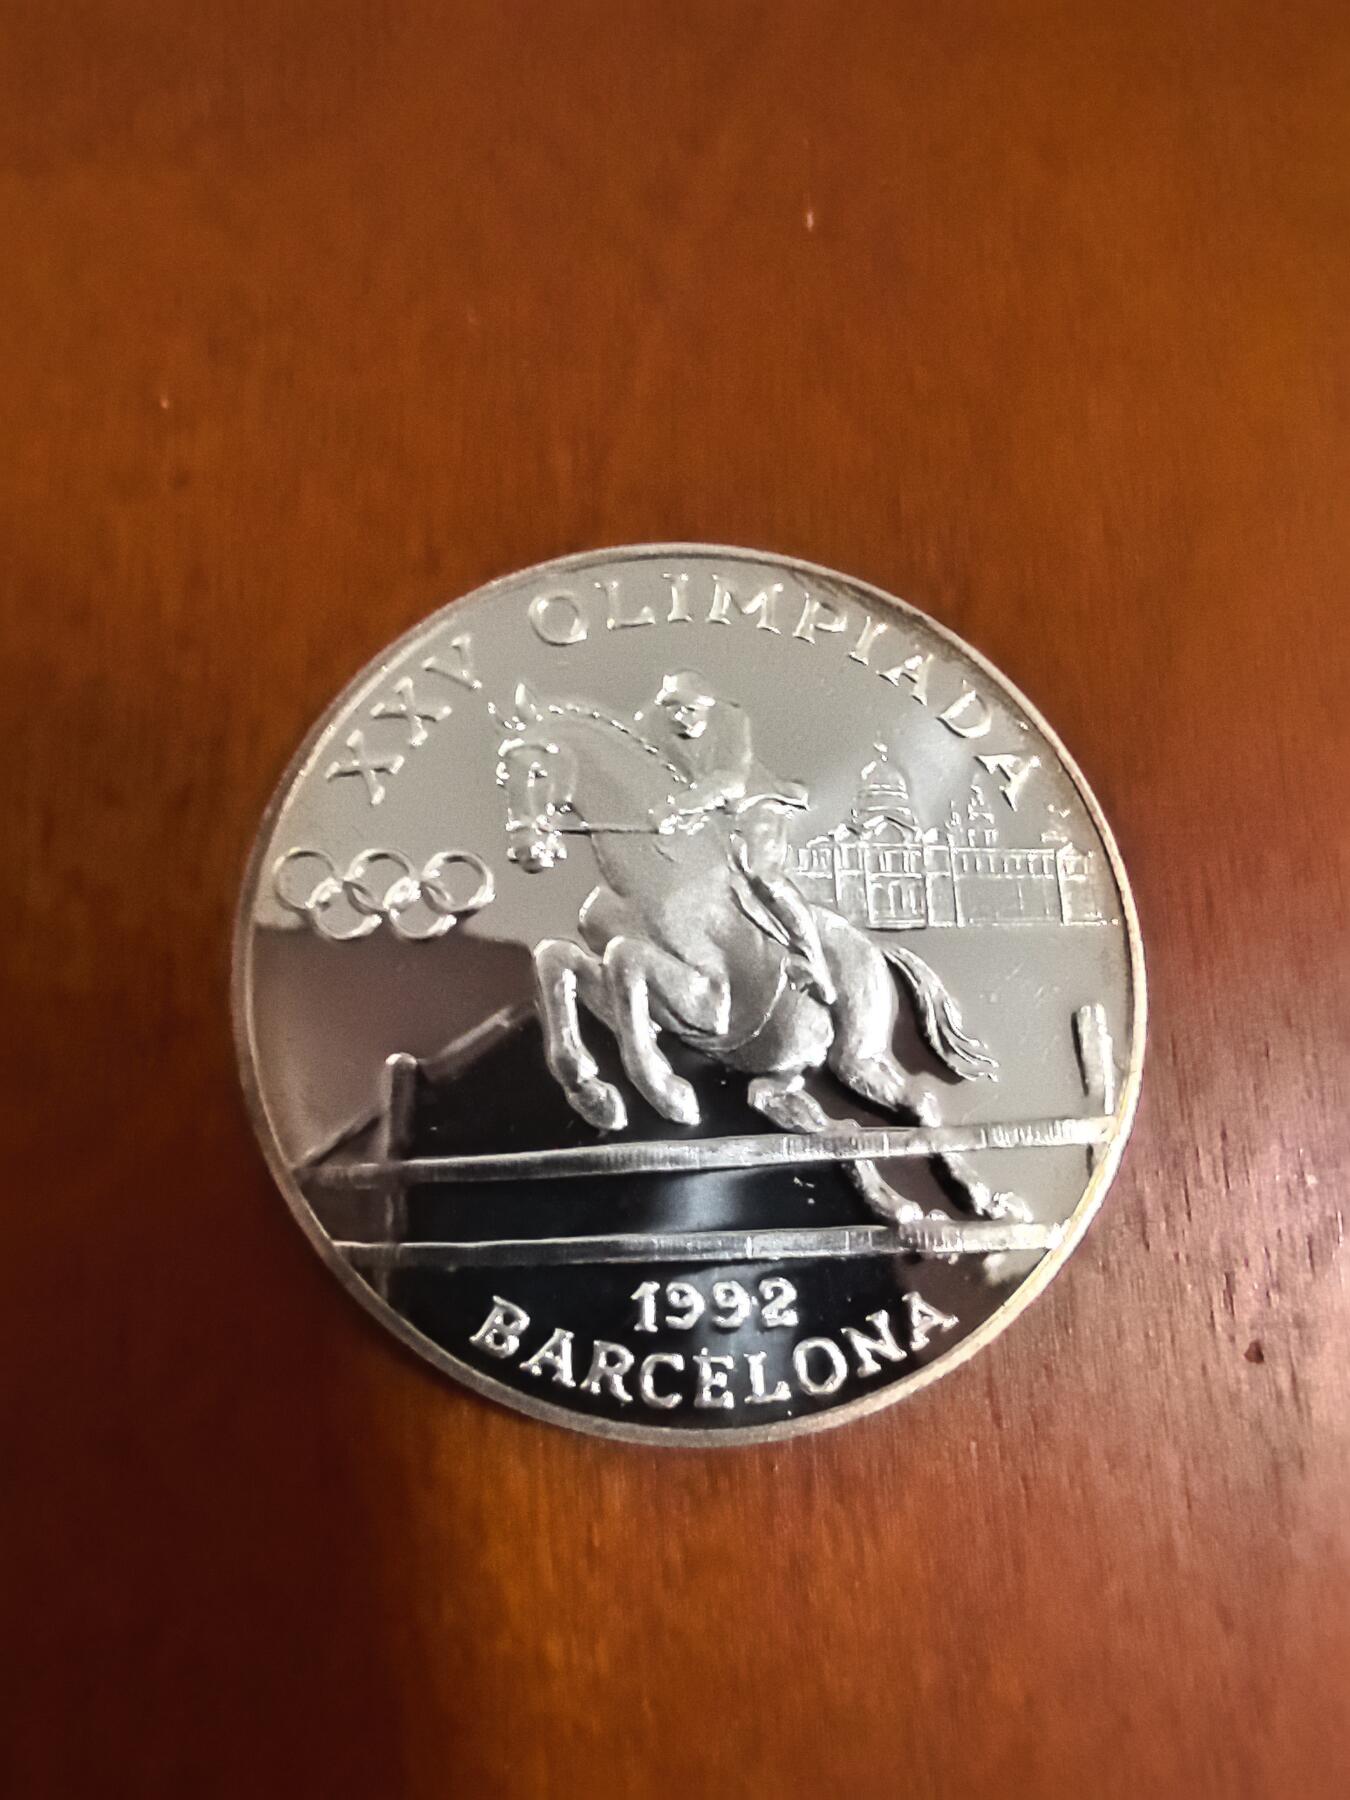 XXV OLIMPIADA
1992
BARCELONA